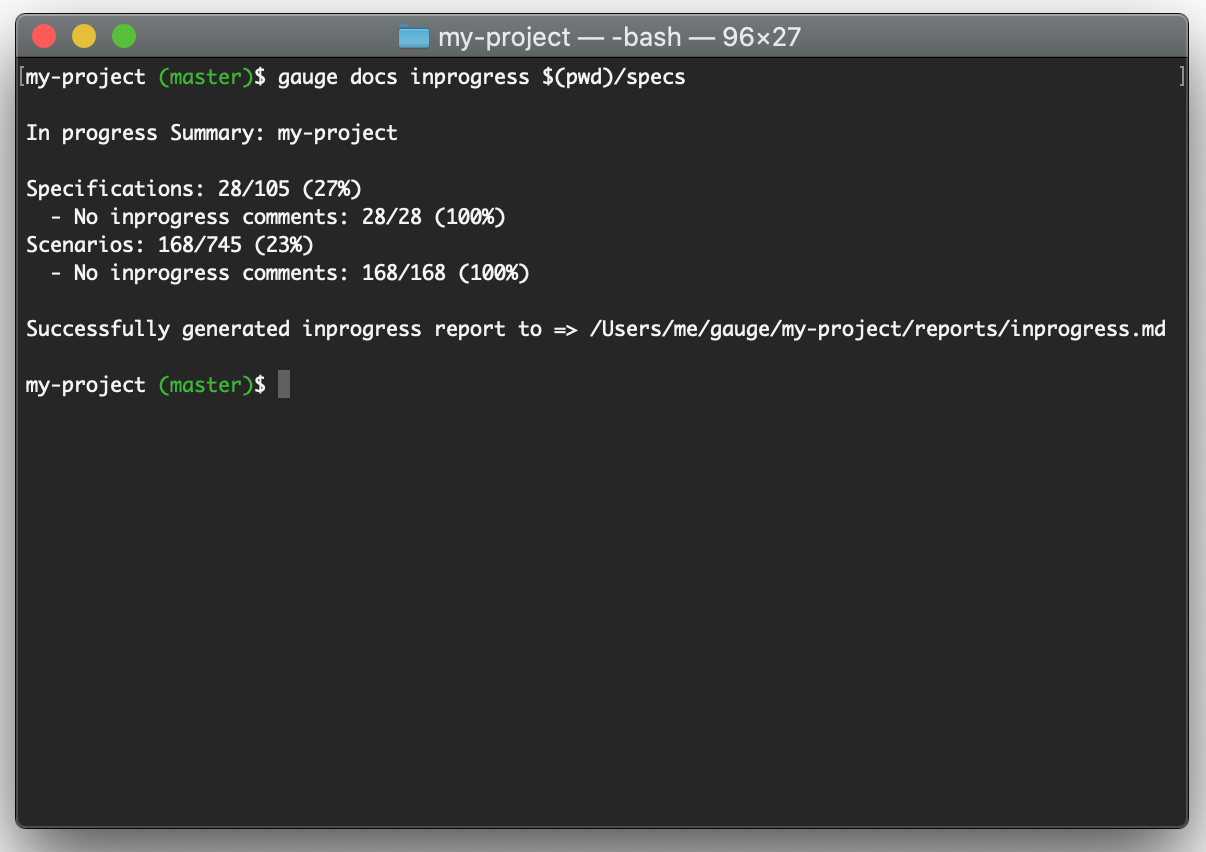 my-project — -bash — 96×27
[my-project (master)$ gauge docs inprogress $(pwd)/specs ]
In progress Summary: my-project
Specifications: 28/105 (27%)
- No inprogress comments: 28/28 (100%)
Scenarios: 168/745 (23%)
- No inprogress comments: 168/168 (100%)
Successfully generated inprogress report to => /Users/me/gauge/my-project/reports/inprogress.md
my-project (master)$